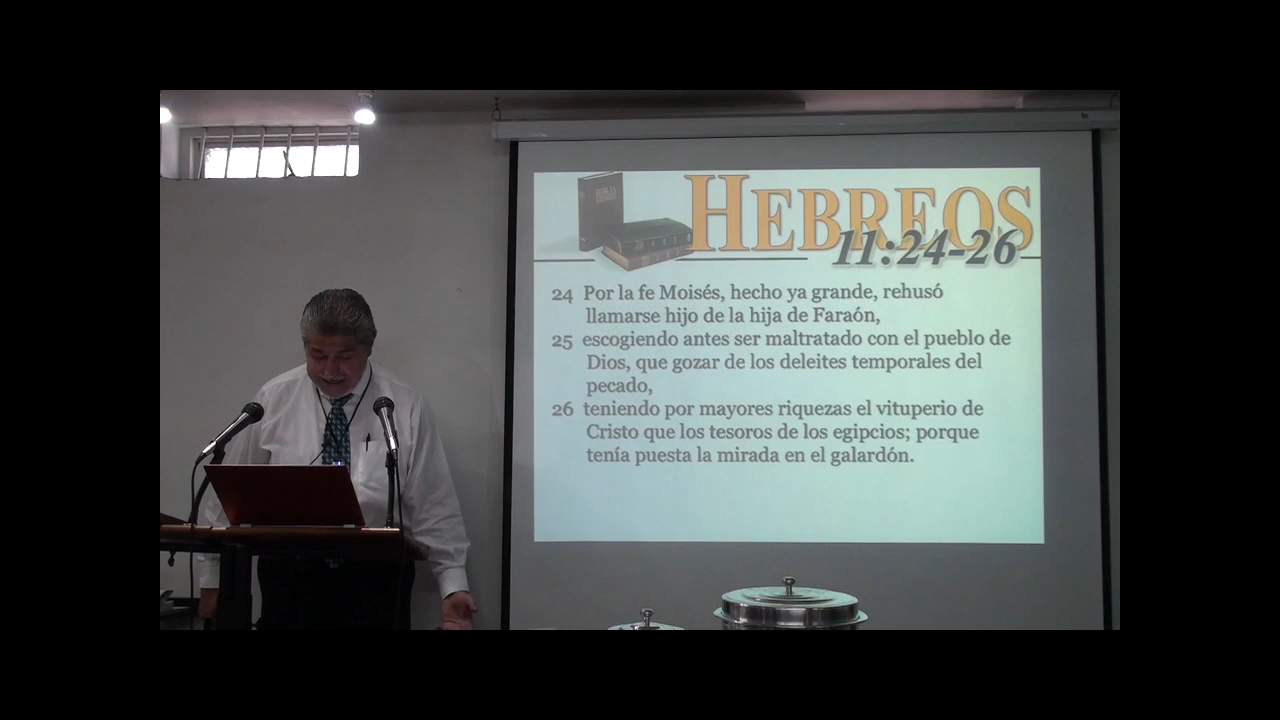 BIBLIA
HEBREOS
11:24-26
24 Por la fe Moisés, hecho ya grande, rehusó
llamarse hijo de la hija de Faraón,
25 escogiendo antes ser maltratado con el pueblo de
Dios, que gozar de los deleites temporales del
pecado,
26 teniendo por mayores riquezas el vituperio de
Cristo que los tesoros de los egipcios; porque
tenía puesta la mirada en el galardón.